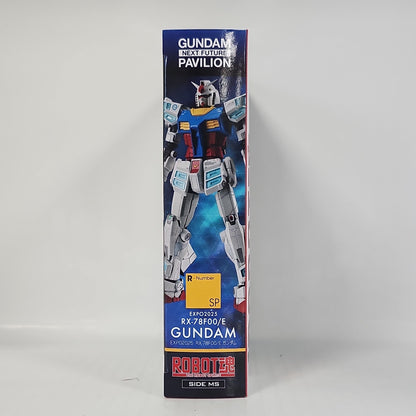 GUNDAM
NEXT FUTURE
PAVILION
R-Number
SP
EXPO2025
RX-78F00/E
GUNDAM
EXPO2025 RX-78F00/E ガンダム
ROBOT魂
SIDE MS